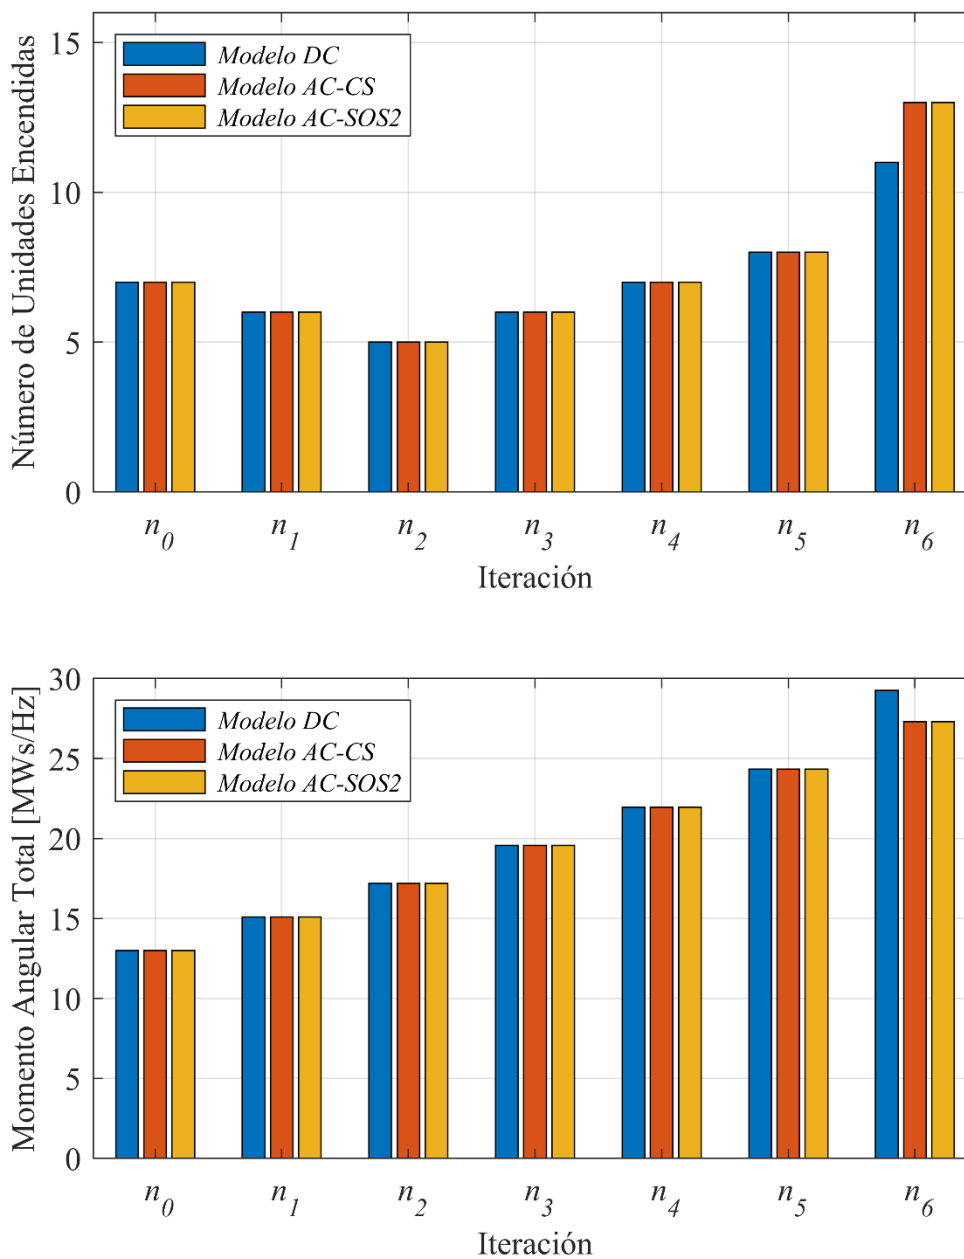 Número de Unidades Encendidas
15
10
5
0
Modelo DC
Modelo AC-CS
Modelo AC-SOS2
n0 n1 n2 n3 n4 n5 n6
Iteración
Momento Angular Total [MWs/Hz]
30
25
20
15
10
5
0
Modelo DC
Modelo AC-CS
Modelo AC-SOS2
n0 n1 n2 n3 n4 n5 n6
Iteración